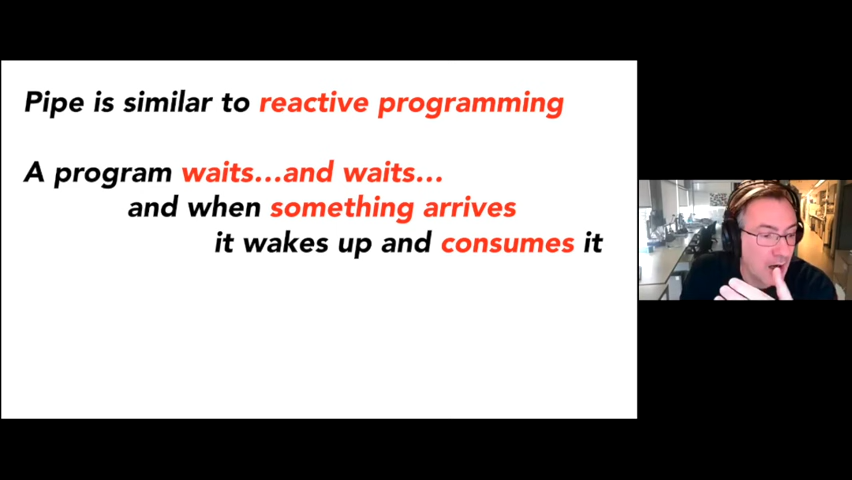 Pipe is similar to reactive programming
A program waits...and waits...
and when something arrives
it wakes up and consumes it